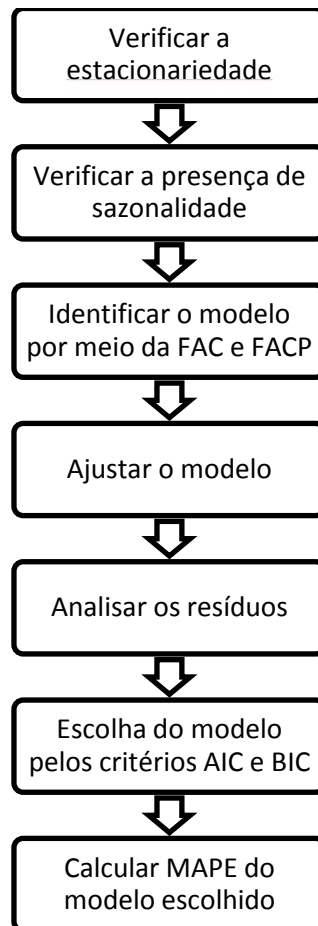 Verificar a
estacionariedade
Verificar a presença de
sazonalidade
Identificar o modelo
por meio da FAC e FACP
Ajustar o modelo
Analisar os resíduos
Escolha do modelo
pelos critérios AIC e BIC
Calcular MAPE do
modelo escolhido